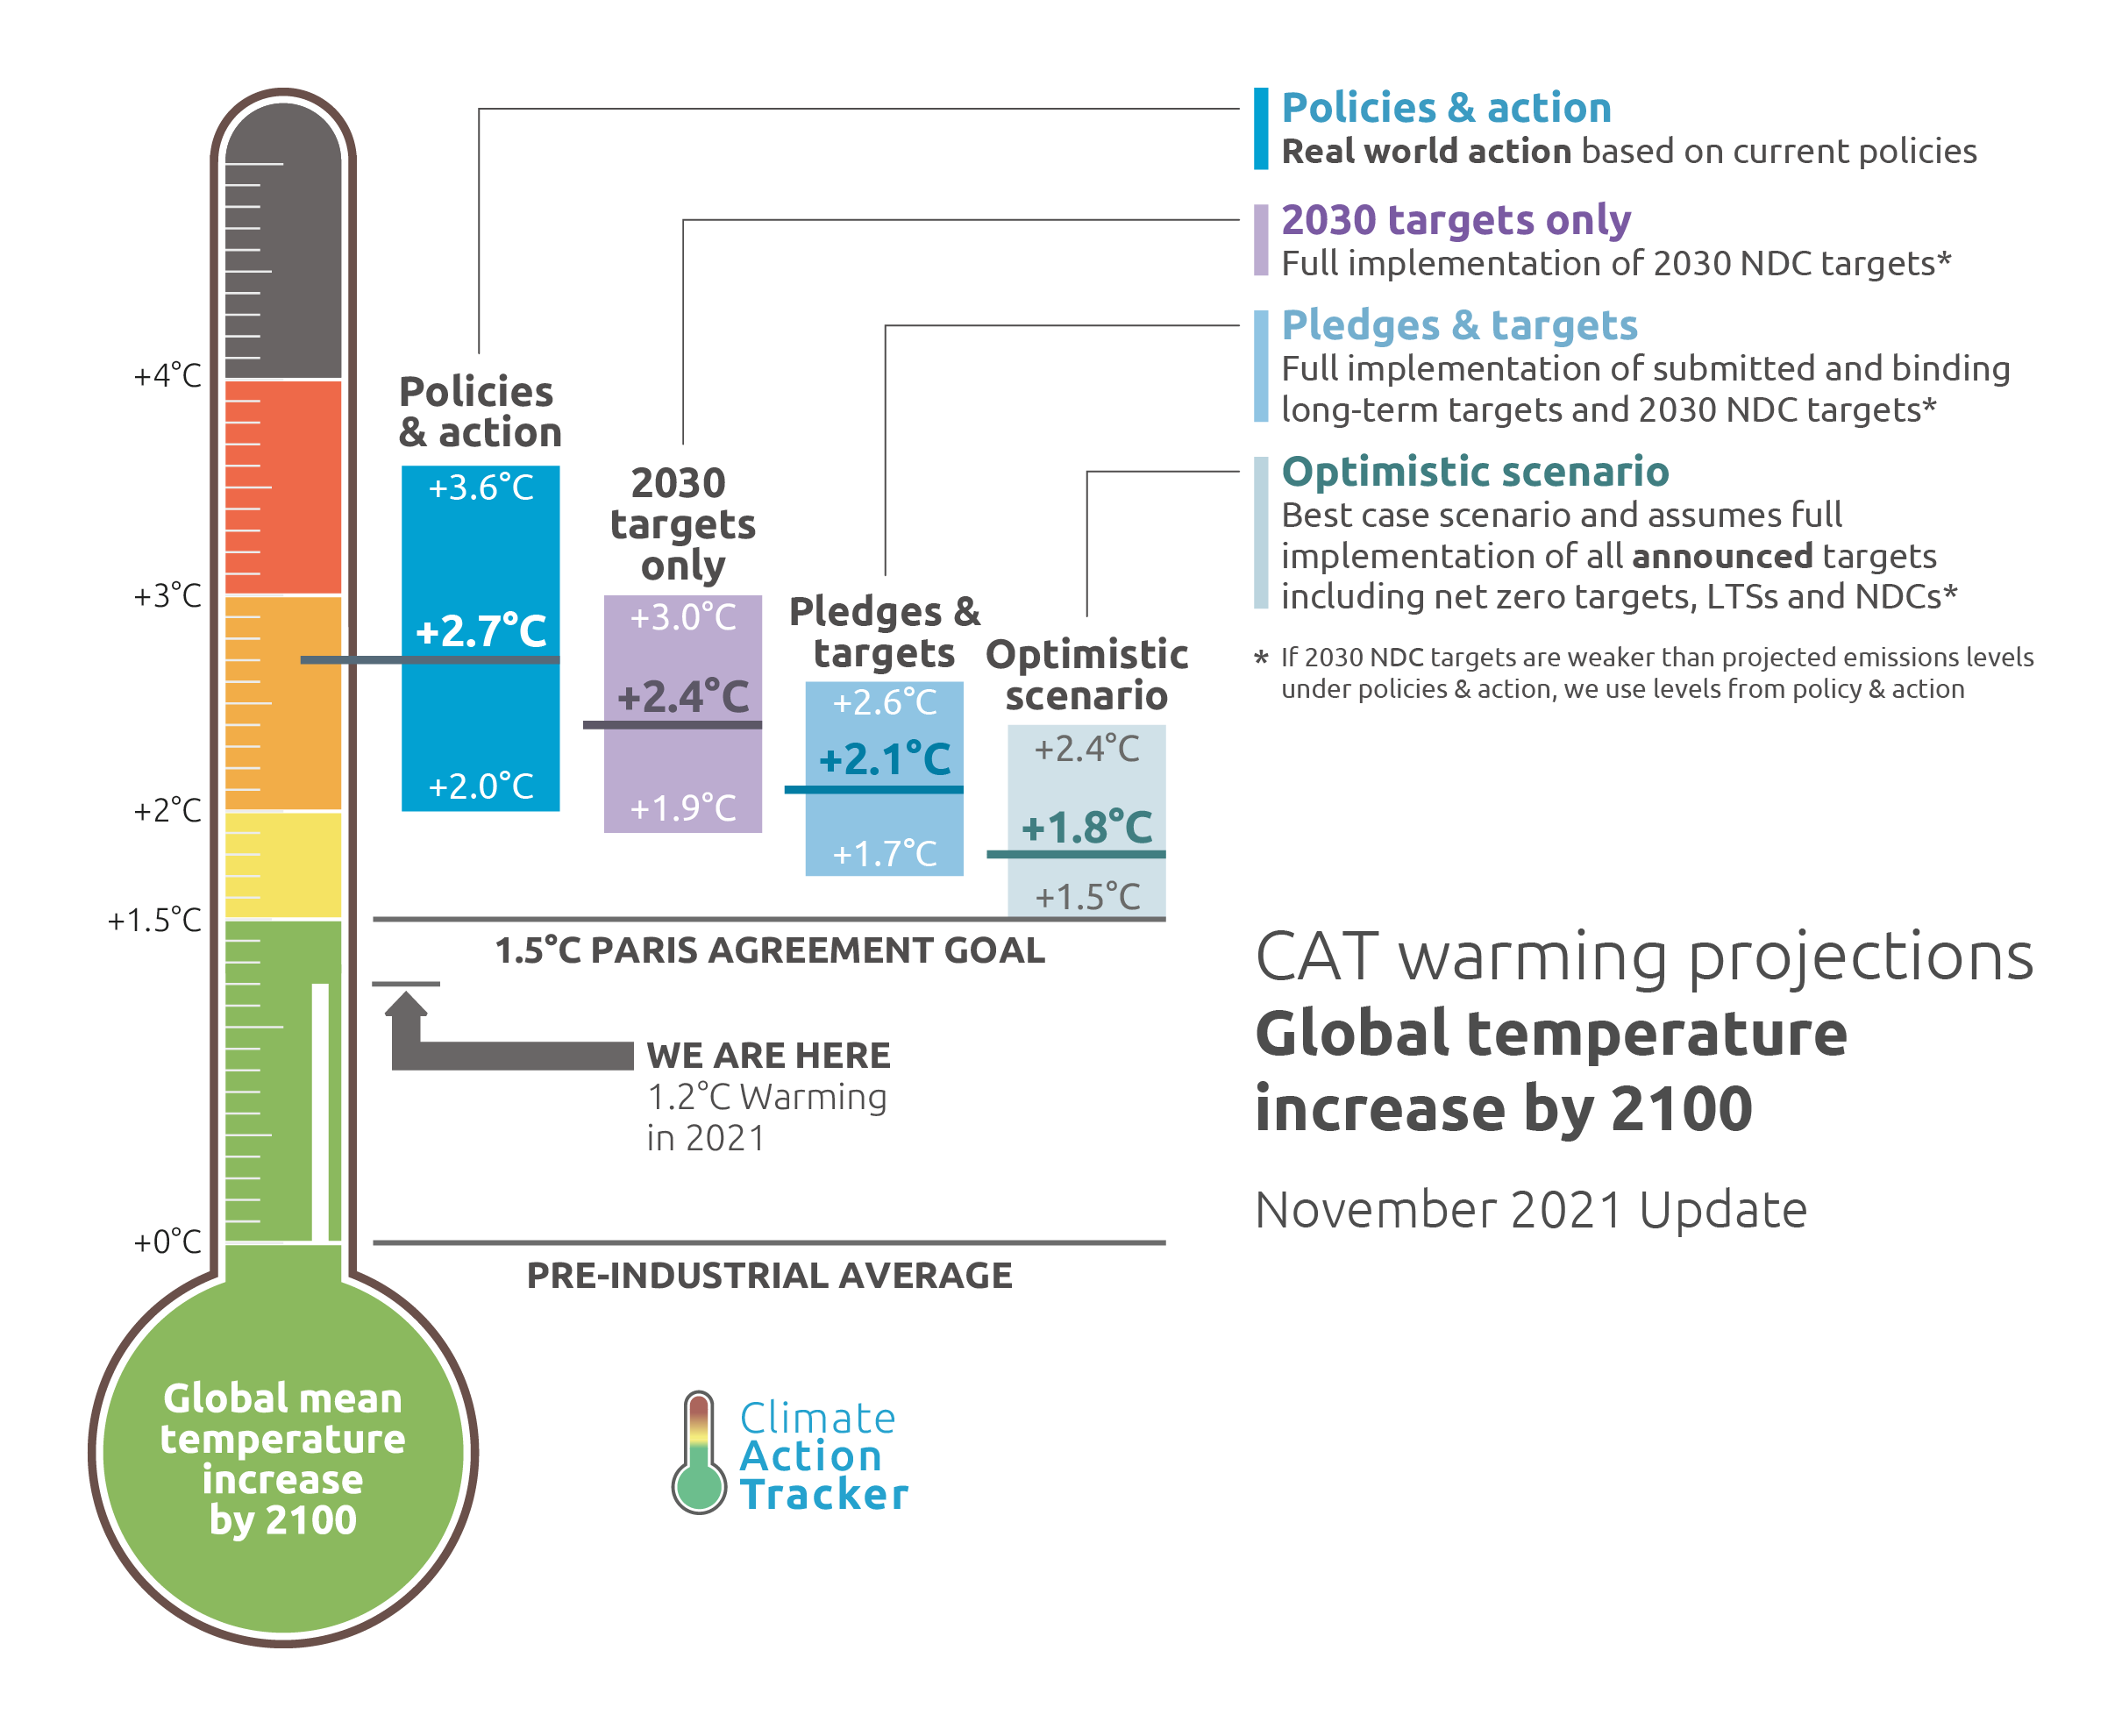 Policies & action
Real world action based on current policies
2030 targets only
Full implementation of 2030 NDC targets*
Pledges & targets
Full implementation of submitted and binding
long-term targets and 2030 NDC targets*
Optimistic scenario
Best case scenario and assumes full
implementation of all announced targets
including net zero targets, LTSs and NDCs*
* If 2030 NDC targets are weaker than projected emissions levels
under policies & action, we use levels from policy & action
+4°C
+3°C
+2°C
+1.5°C
+0°C
Policies
& action
+3.6°C
+2.7°C
+2.0°C
2030
targets
only
+3.0°C
+2.4°C
+1.9°C
Pledges &
targets
+2.6°C
+2.1°C
+1.7°C
Optimistic
scenario
+2.4°C
+1.8°C
+1.5°C
1.5°C PARIS AGREEMENT GOAL
WE ARE HERE
1.2°C Warming
in 2021
PRE-INDUSTRIAL AVERAGE
CAT warming projections
Global temperature
increase by 2100
November 2021 Update
Global mean
temperature
increase
by 2100
Climate
Action
Tracker